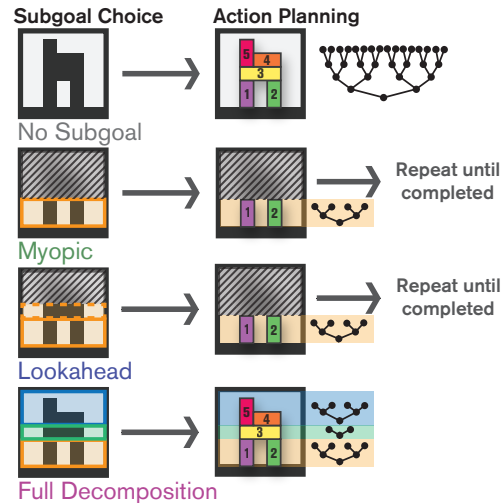 Subgoal Choice Action Planning
5
4
3
1 2
No Subgoal
1 2
Repeat until
completed
Myopic
1 2
Repeat until
completed
Lookahead
5
4
3
1 2
Full Decomposition